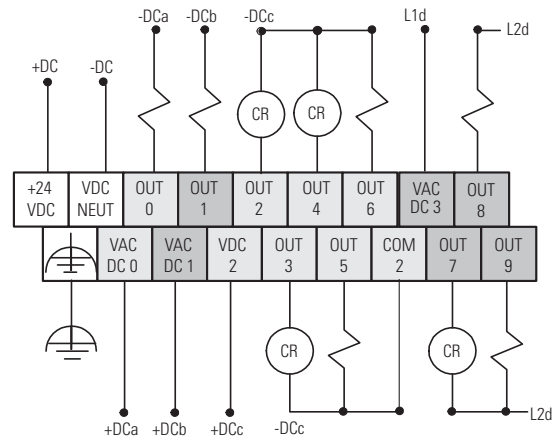 -DCa -DCb -DCc L1d
L2d
+DC -DC
CR CR
+24 VDC OUT OUT OUT OUT OUT VAC OUT
VDC NEUT 0 1 2 4 6 DC 3 8
VAC VAC VDC OUT OUT COM OUT OUT
DC 0 DC 1 2 3 5 2 7 9
CR CR
L2d
+DCa +DCb +DCc -DCc